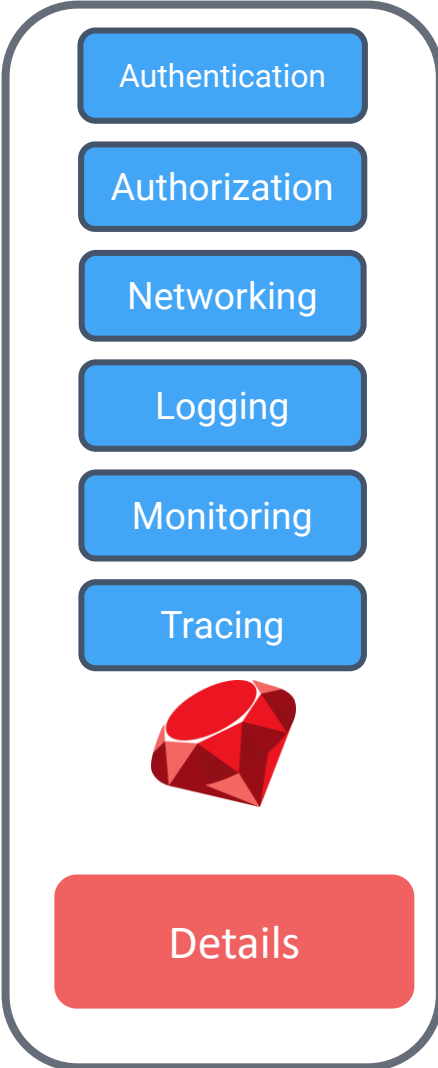 Authentication
Authorization
Networking
Logging
Monitoring
Tracing
Details